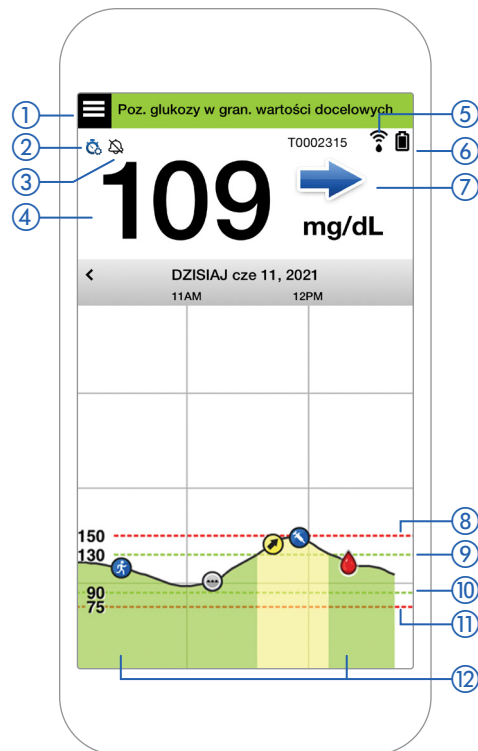 Poz. glukozy w gran. wartości docelowych
1
2
3
4
5
6
7
T0002315
109
mg/dL
DZISIAJ cze 11, 2021
11AM
12PM
150
130
90
75
8
9
10
11
12